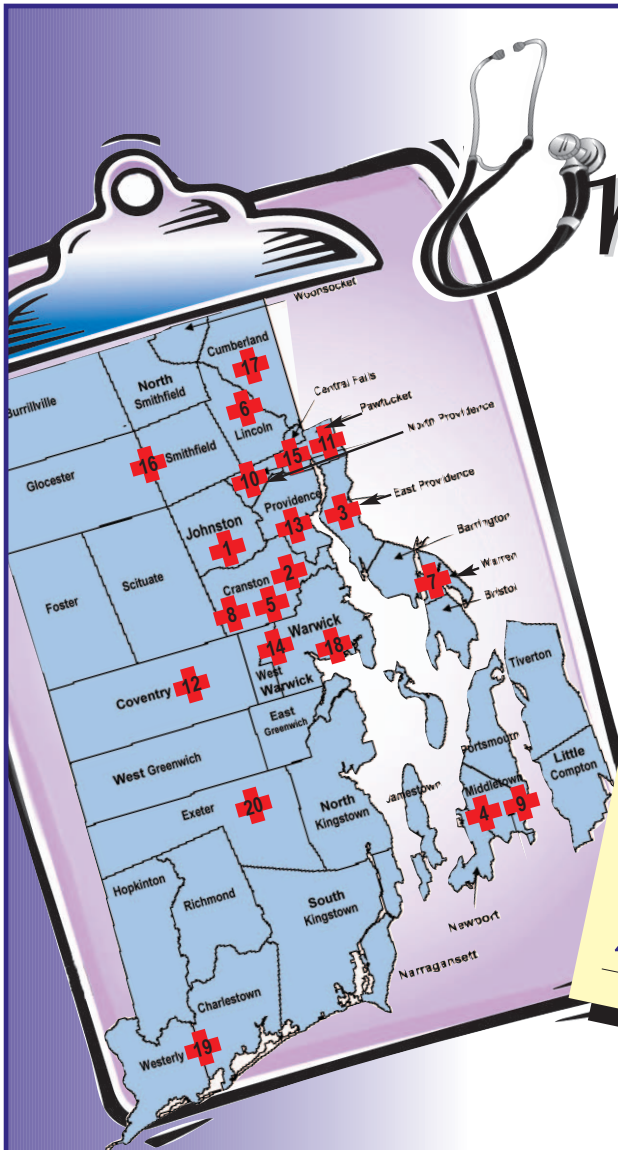 Woonsocket
Cumberland
17
Central Falls
Burrillville
North
Smithfield
6
Lincoln
Pawtucket
11
North Providence
16
Smithfield
15
Glocester
10
Providence
East Providence
3
Johnston
13
Barrington
1
Scituate
Cranston
2
Warren
7
Foster
8
5
Bristol
Warwick
14
18
West
Warwick
Tiverton
Coventry
12
East
Greenwich
Portsmouth
West Greenwich
Little
Compton
Middletown
Jamestown
Exeter
20
North
Kingstown
4
9
Hopkinton
Richmond
South
Kingstown
Newport
Narragansett
Charlestown
Westerly
19